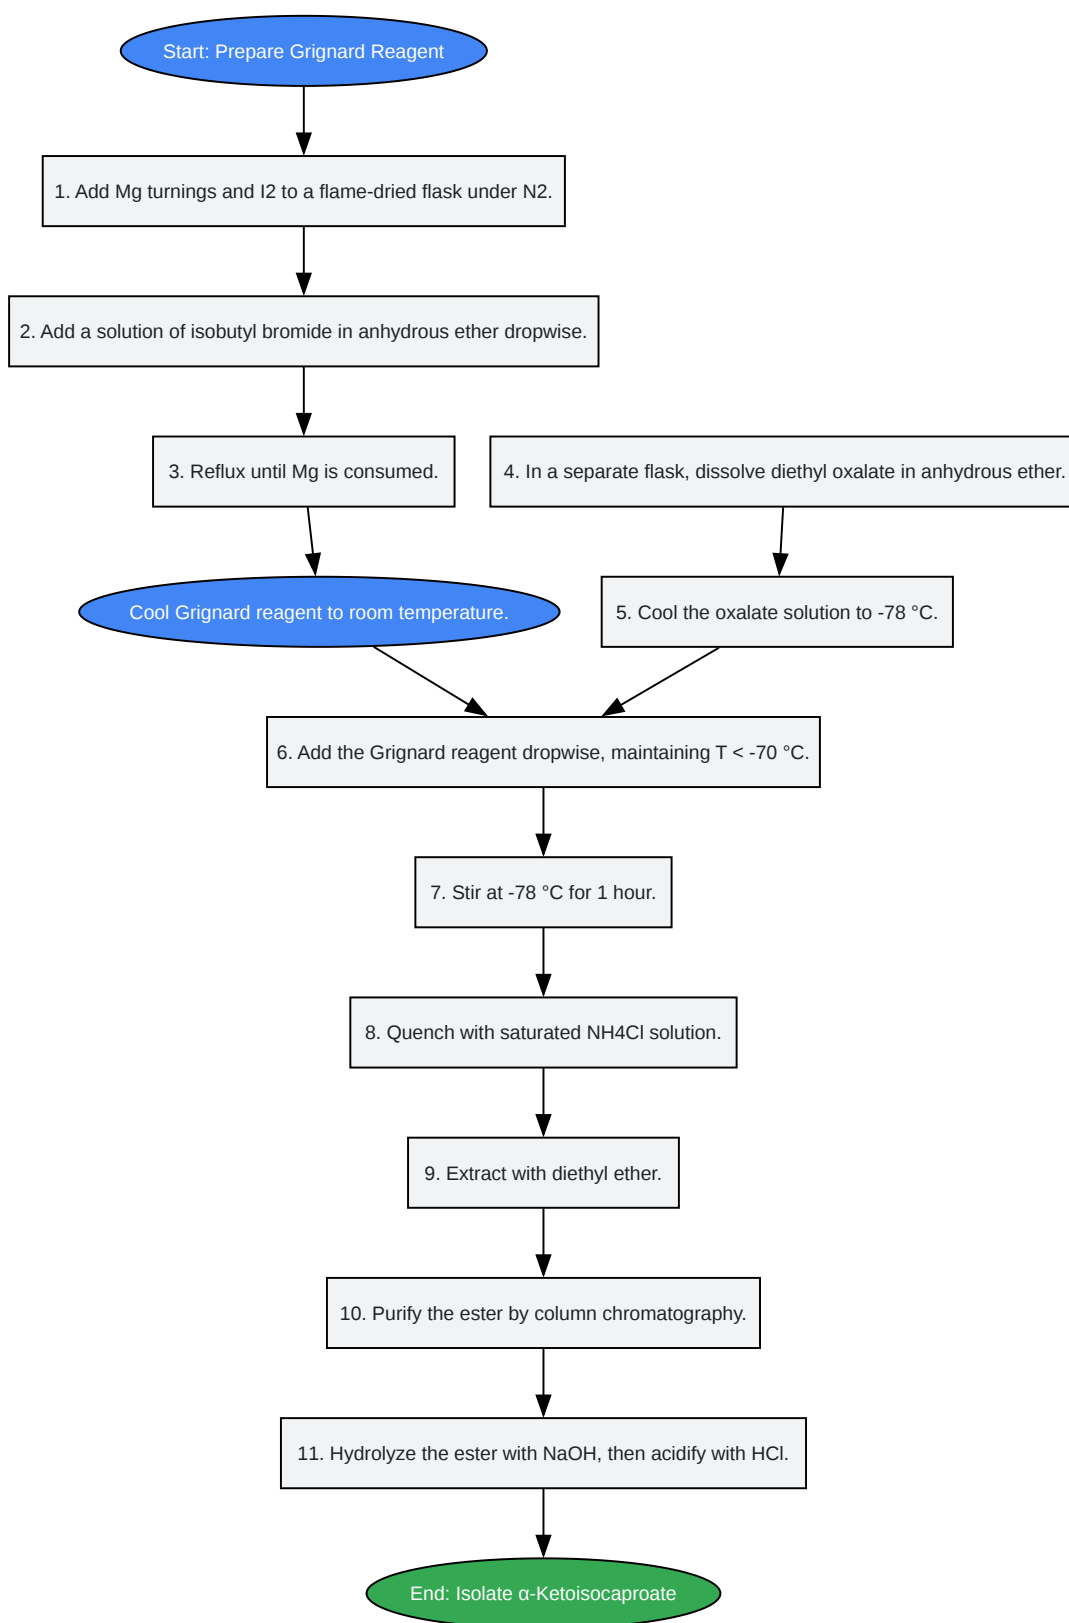 Start: Prepare Grignard Reagent
1. Add Mg turnings and I2 to a flame-dried flask under N2.
2. Add a solution of isobutyl bromide in anhydrous ether dropwise.
3. Reflux until Mg is consumed.
4. In a separate flask, dissolve diethyl oxalate in anhydrous ether.
Cool Grignard reagent to room temperature.
5. Cool the oxalate solution to -78 °C.
6. Add the Grignard reagent dropwise, maintaining T < -70 °C.
7. Stir at -78 °C for 1 hour.
8. Quench with saturated NH4Cl solution.
9. Extract with diethyl ether.
10. Purify the ester by column chromatography.
11. Hydrolyze the ester with NaOH, then acidify with HCl.
End: Isolate α-Ketoisocaproate